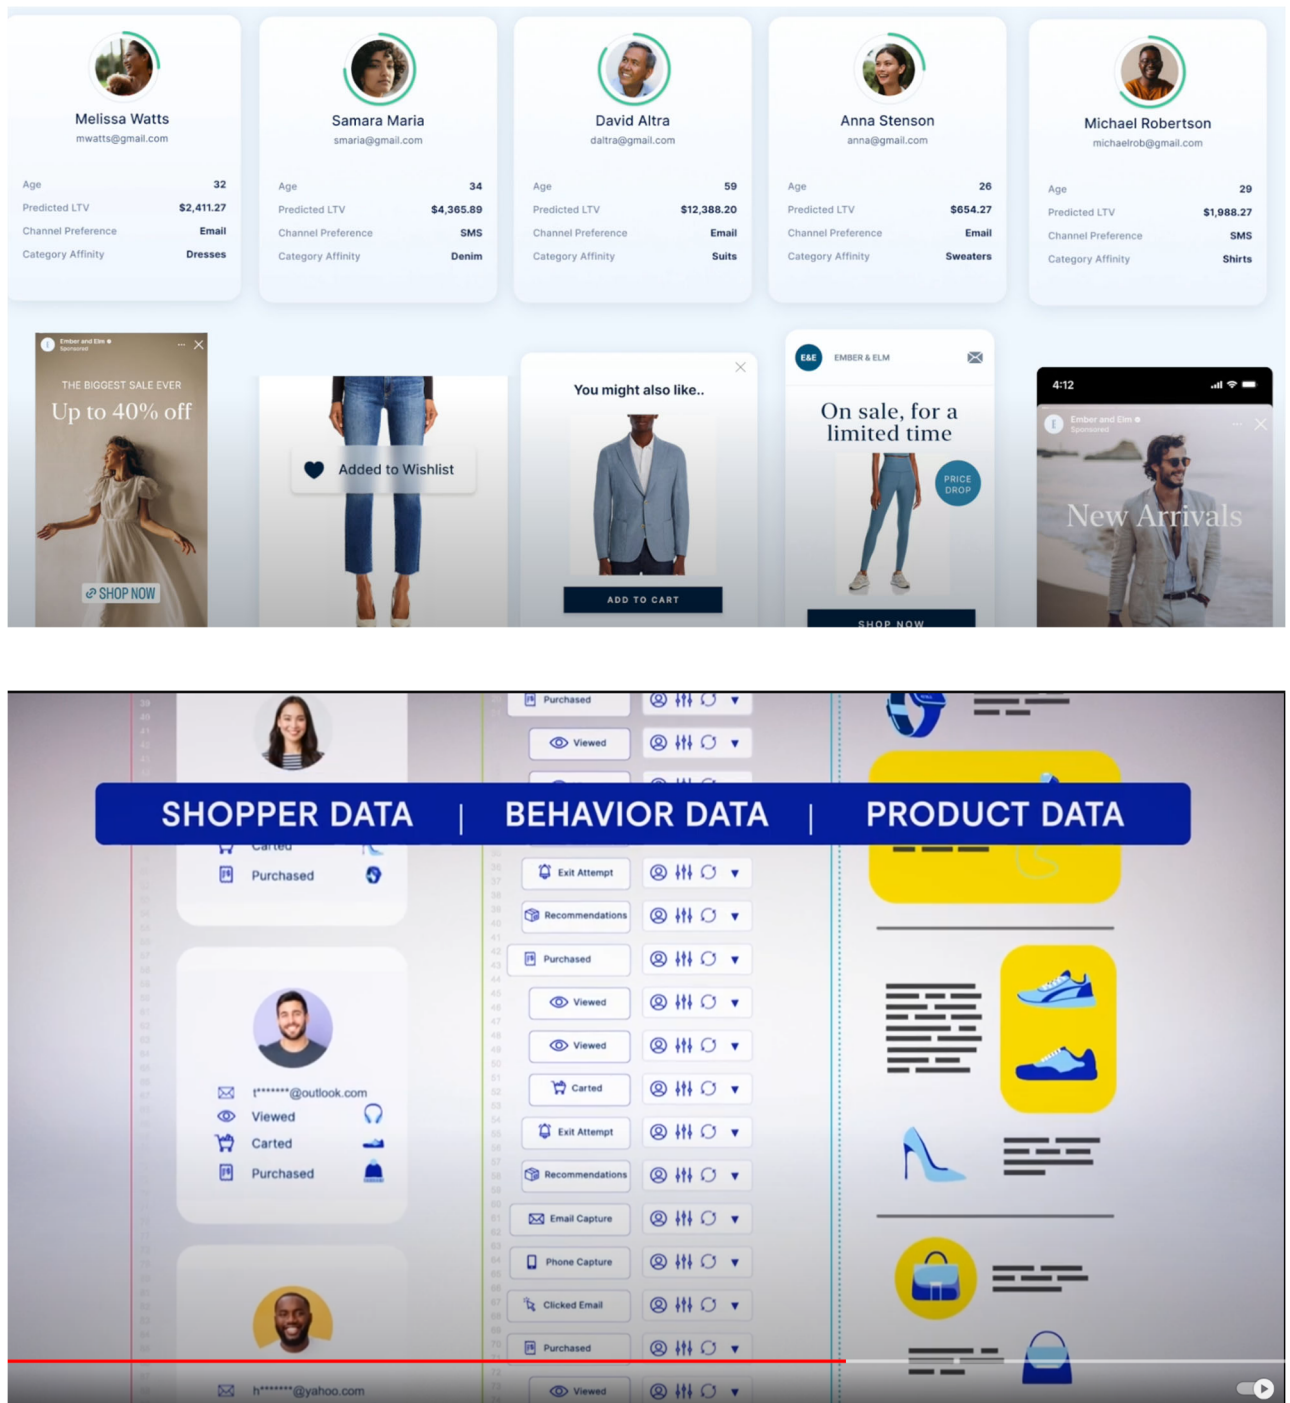 Melissa Watts
mwatts@gmail.com
Age 32
Predicted LTV $2,411.27
Channel Preference Email
Category Affinity Dresses
Samara Maria
smaria@gmail.com
Age 34
Predicted LTV $4,365.89
Channel Preference SMS
Category Affinity Denim
David Altra
daltra@gmail.com
Age 59
Predicted LTV $12,388.20
Channel Preference Email
Category Affinity Suits
Anna Stenson
anna@gmail.com
Age 26
Predicted LTV $654.27
Channel Preference Email
Category Affinity Sweaters
Michael Robertson
michaelrob@gmail.com
Age 29
Predicted LTV $1,988.27
Channel Preference SMS
Category Affinity Shirts
E Ember and Elm
Sponsored
THE BIGGEST SALE EVER
Up to 40% off
SHOP NOW
Added to Wishlist
You might also like..
ADD TO CART
E&E EMBER & ELM
On sale, for a
limited time
PRICE
DROP
SHOP NOW
4:12
E Ember and Elm
Sponsored
New Arrivals
SHOPPER DATA | BEHAVIOR DATA | PRODUCT DATA
Carted
Purchased
t*******@outlook.com
Viewed
Carted
Purchased
h*******@yahoo.com
Purchased
Viewed
Exit Attempt
Recommendations
Purchased
Viewed
Viewed
Carted
Exit Attempt
Recommendations
Email Capture
Phone Capture
Clicked Email
Purchased
Viewed